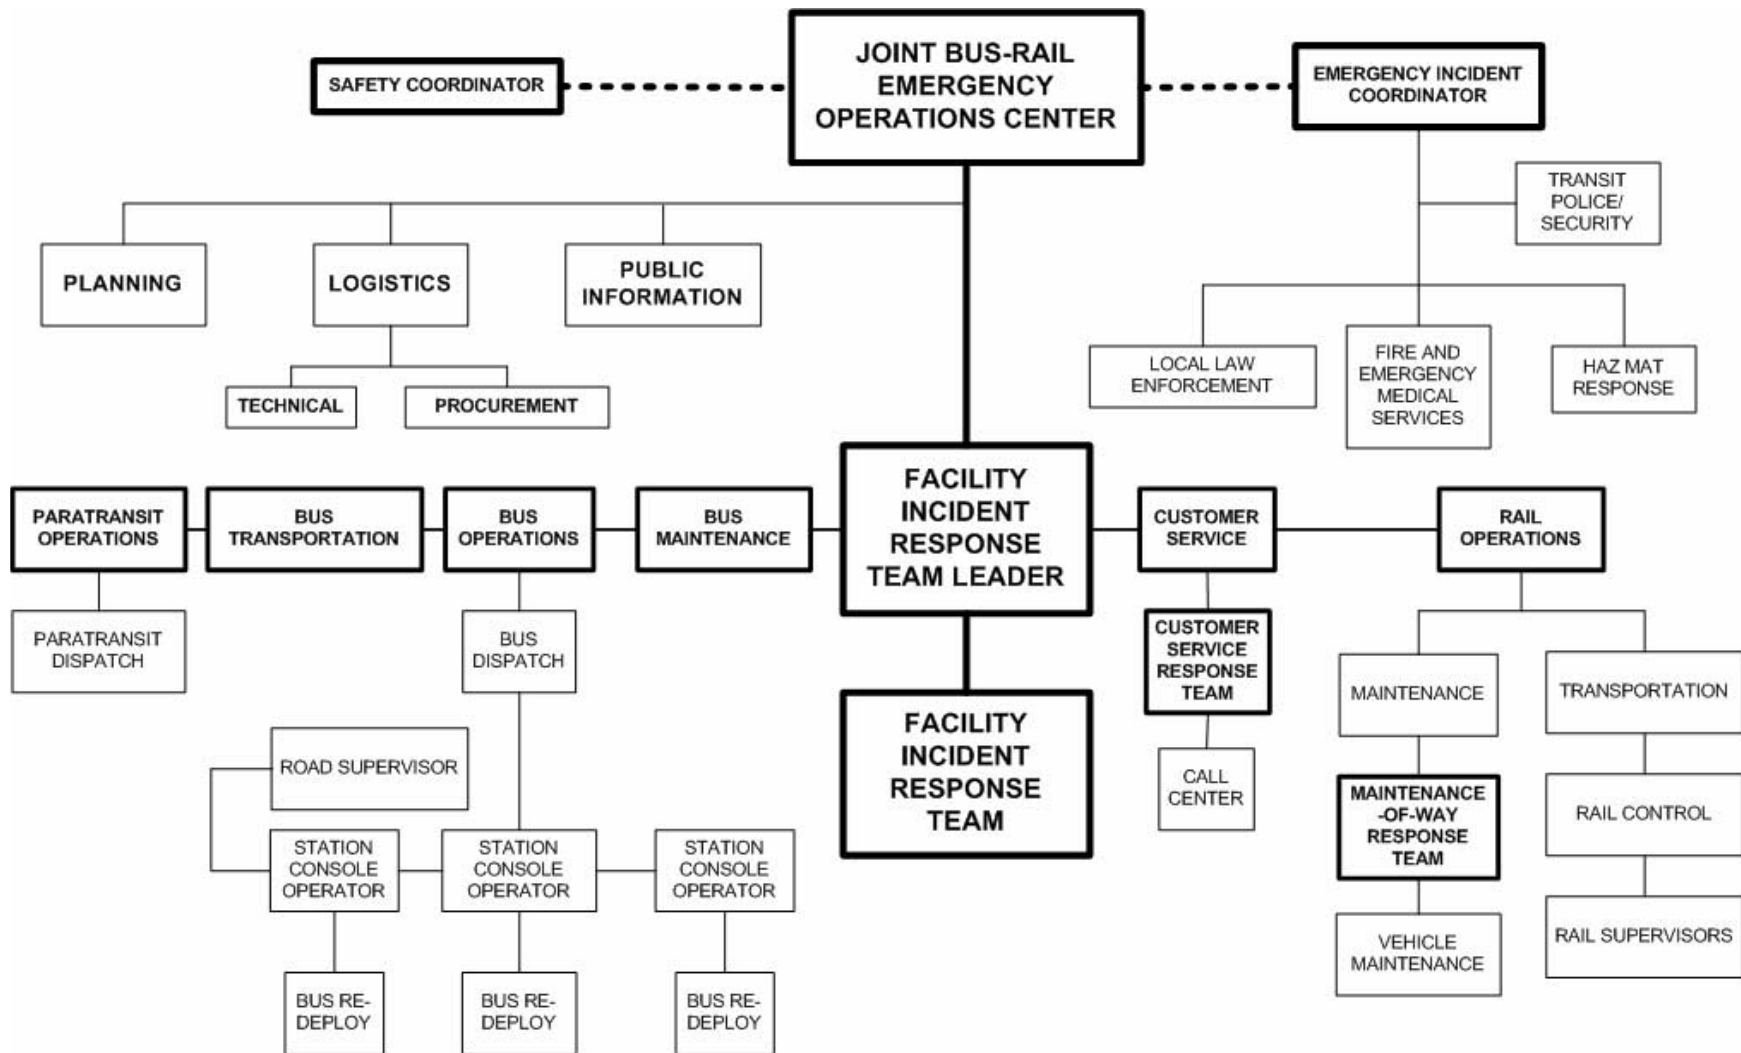 JOINT BUS-RAIL
EMERGENCY
OPERATIONS CENTER
SAFETY COORDINATOR
EMERGENCY INCIDENT
COORDINATOR
TRANSIT
POLICE/
SECURITY
PLANNING
LOGISTICS
PUBLIC
INFORMATION
TECHNICAL
PROCUREMENT
LOCAL LAW
ENFORCEMENT
FIRE AND
EMERGENCY
MEDICAL
SERVICES
HAZ MAT
RESPONSE
PARATRANSIT
OPERATIONS
BUS
TRANSPORTATION
BUS
OPERATIONS
BUS
MAINTENANCE
FACILITY
INCIDENT
RESPONSE
TEAM LEADER
CUSTOMER
SERVICE
RAIL
OPERATIONS
PARATRANSIT
DISPATCH
BUS
DISPATCH
CUSTOMER
SERVICE
RESPONSE
TEAM
MAINTENANCE
TRANSPORTATION
FACILITY
INCIDENT
RESPONSE
TEAM
ROAD SUPERVISOR
CALL
CENTER
MAINTENANCE
-OF-WAY
RESPONSE
TEAM
RAIL CONTROL
STATION
CONSOLE
OPERATOR
STATION
CONSOLE
OPERATOR
STATION
CONSOLE
OPERATOR
VEHICLE
MAINTENANCE
RAIL SUPERVISORS
BUS RE-
DEPLOY
BUS RE-
DEPLOY
BUS RE-
DEPLOY